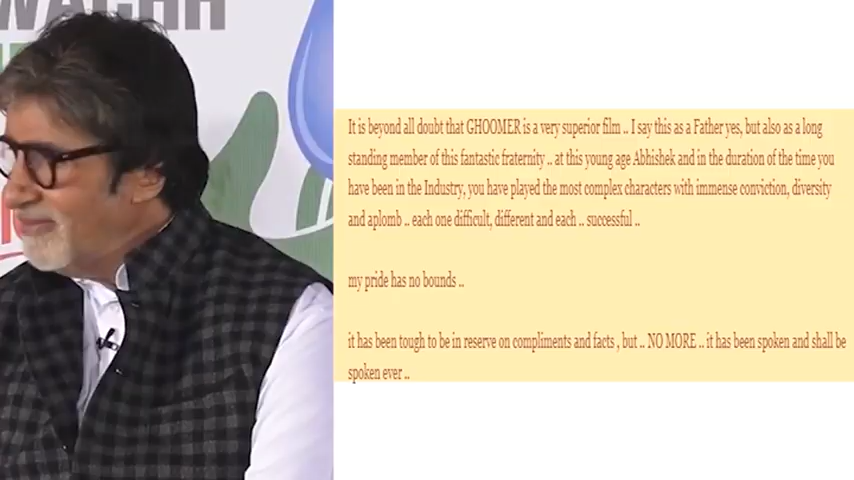 WACHH
It is beyond all doubt that GHOOMER is a very superior film .. I say this as a Father yes, but also as a long
standing member of this fantastic fraternity .. at this young age Abhishek and in the duration of the time you
have been in the Industry, you have played the most complex characters with immense conviction, diversity
and aplomb .. each one difficult, different and each .. successful ..
my pride has no bounds ..
it has been tough to be in reserve on compliments and facts , but .. NO MORE .. it has been spoken and shall be
spoken ever ..